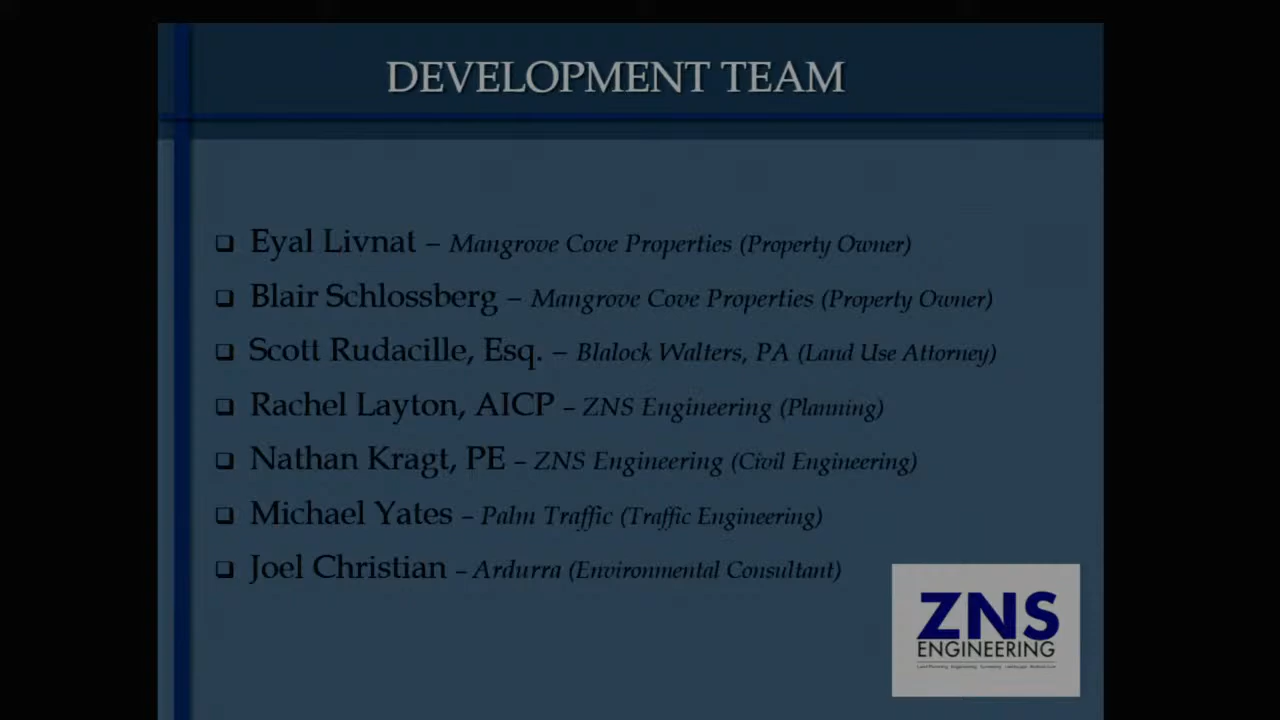 DEVELOPMENT TEAM
❑ Eyal Livnat – Mangrove Cove Properties (Property Owner)
❑ Blair Schlossberg – Mangrove Cove Properties (Property Owner)
❑ Scott Rudacille, Esq. – Blalock Walters, PA (Land Use Attorney)
❑ Rachel Layton, AICP – ZNS Engineering (Planning)
❑ Nathan Kragt, PE – ZNS Engineering (Civil Engineering)
❑ Michael Yates – Palm Traffic (Traffic Engineering)
❑ Joel Christian – Ardurra (Environmental Consultant)
ZNS
ENGINEERING